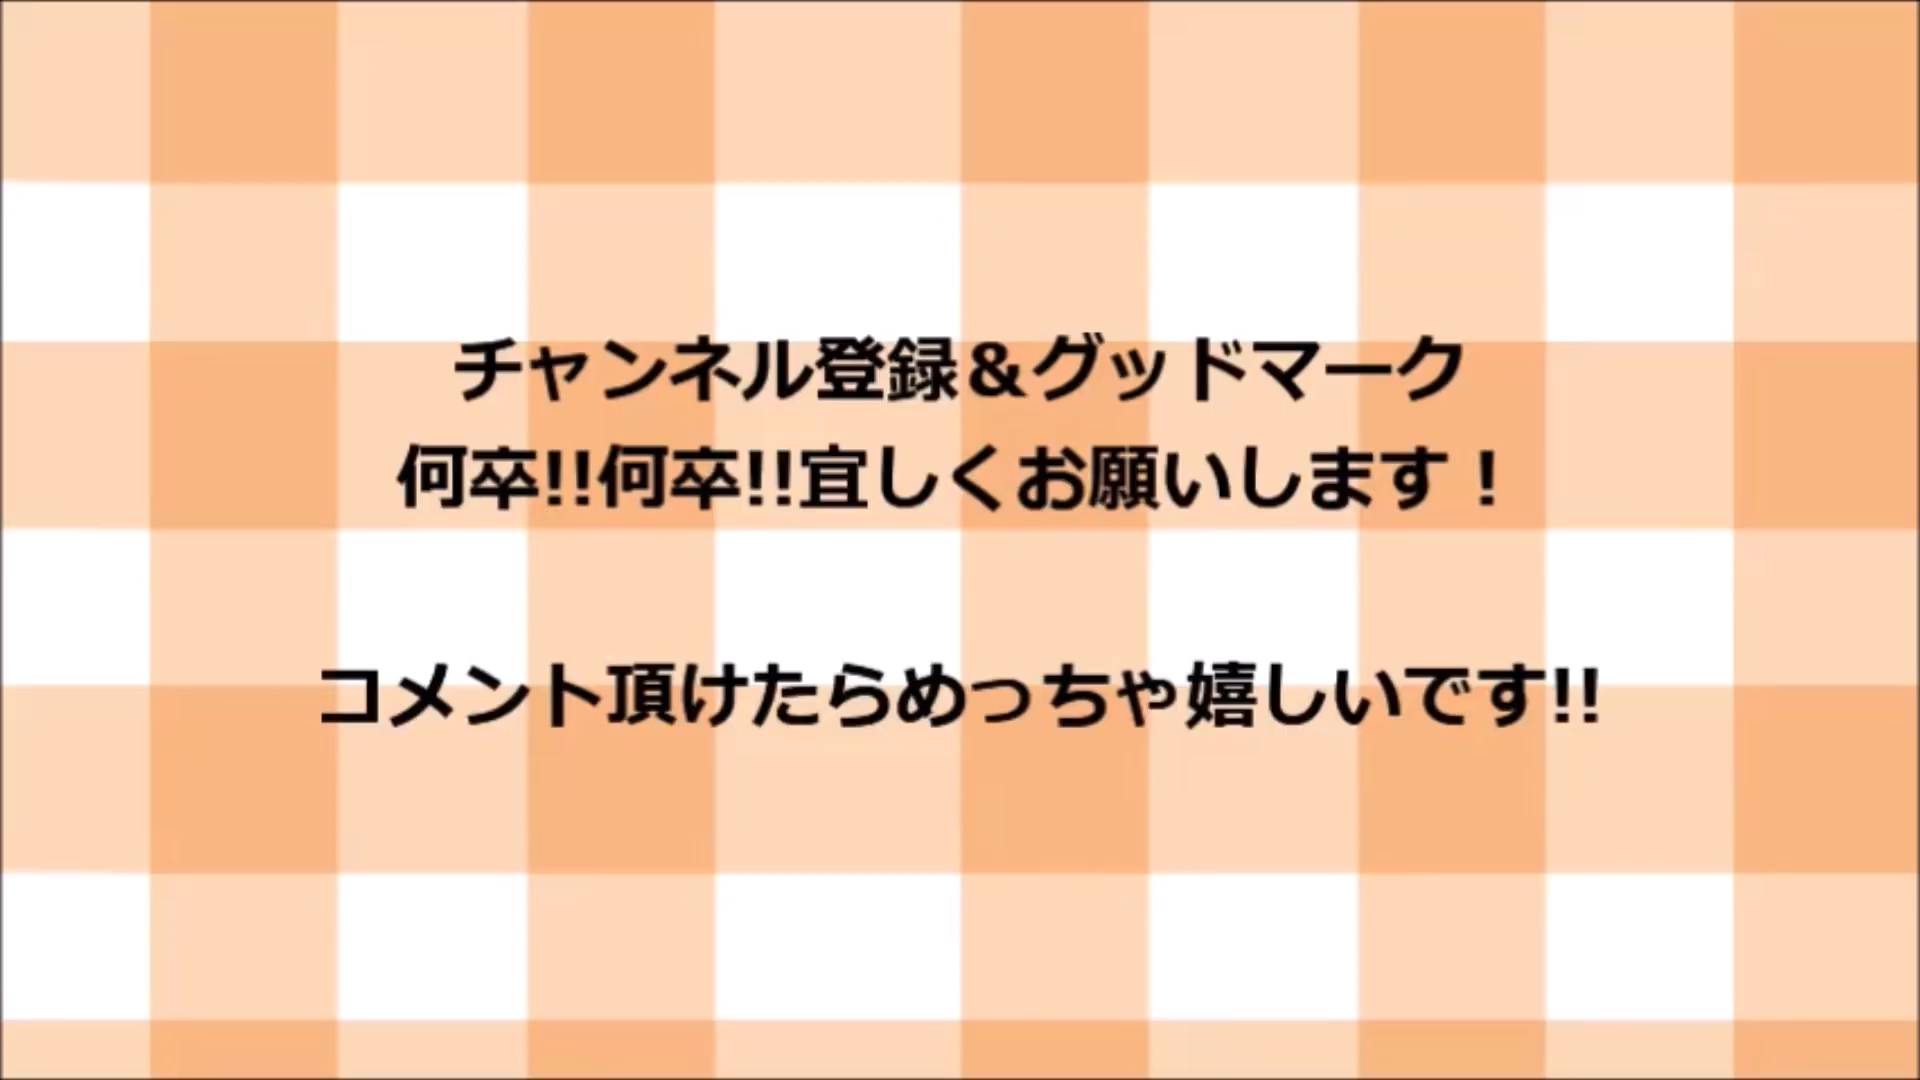 チャンネル登録＆グッドマーク
何卒!!何卒!!宜しくお願いします！
コメント頂けたらめっちゃ嬉しいです!!